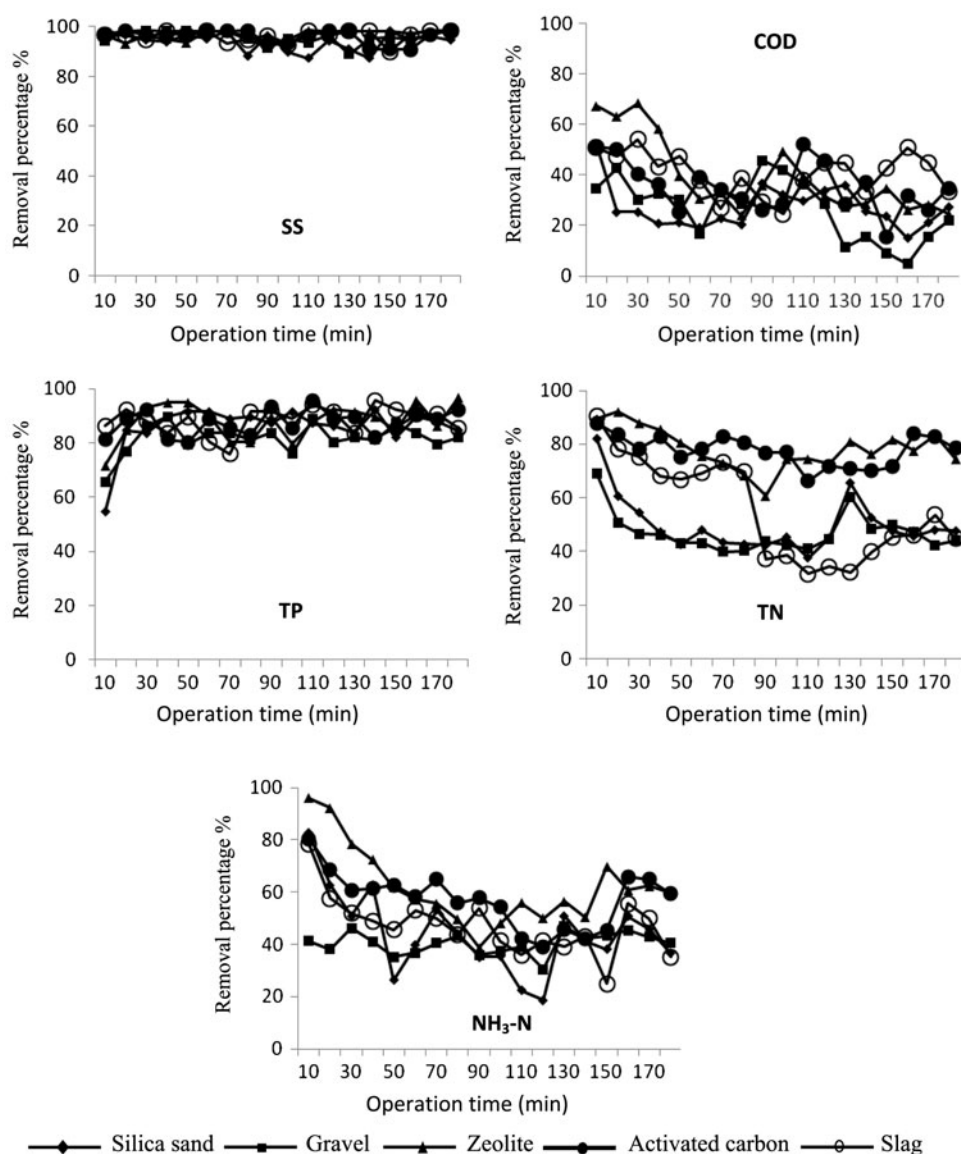 Removal percentage %
100
80
60
40
20
0
SS
10 30 50 70 90 110 130 150 170
Operation time (min)
Removal percentage %
100
80
60
40
20
0
COD
10 30 50 70 90 110 130 150 170
Operation time (min)
Removal percentage %
100
80
60
40
20
0
TP
10 30 50 70 90 110 130 150 170
Operation time (min)
Removal percentage %
100
80
60
40
20
0
TN
10 30 50 70 90 110 130 150 170
Operation time (min)
Removal percentage %
100
80
60
40
20
0
NH₃-N
10 30 50 70 90 110 130 150 170
Operation time (min)
Silica sand Gravel Zeolite Activated carbon Slag